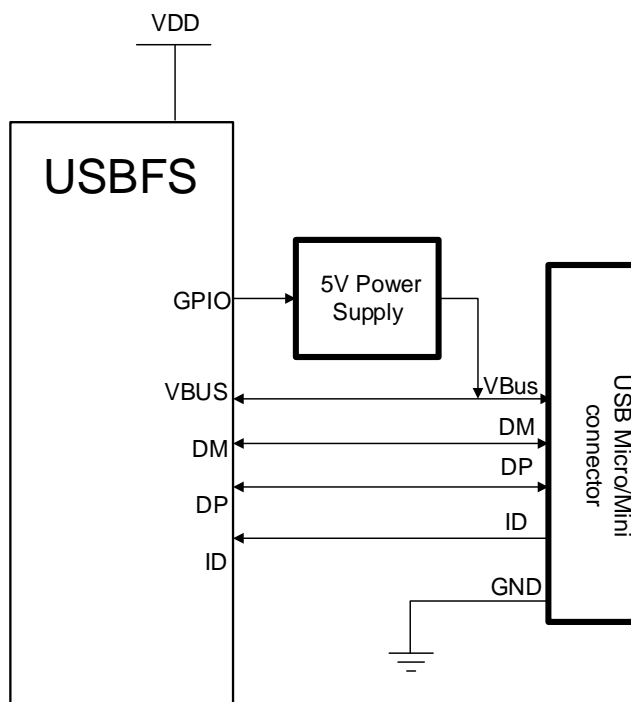 VDD
USBFS
GPIO
5V Power
Supply
VBUS
VBus
DM
DM
DP
DP
ID
ID
GND
USB Micro/Mini
connector